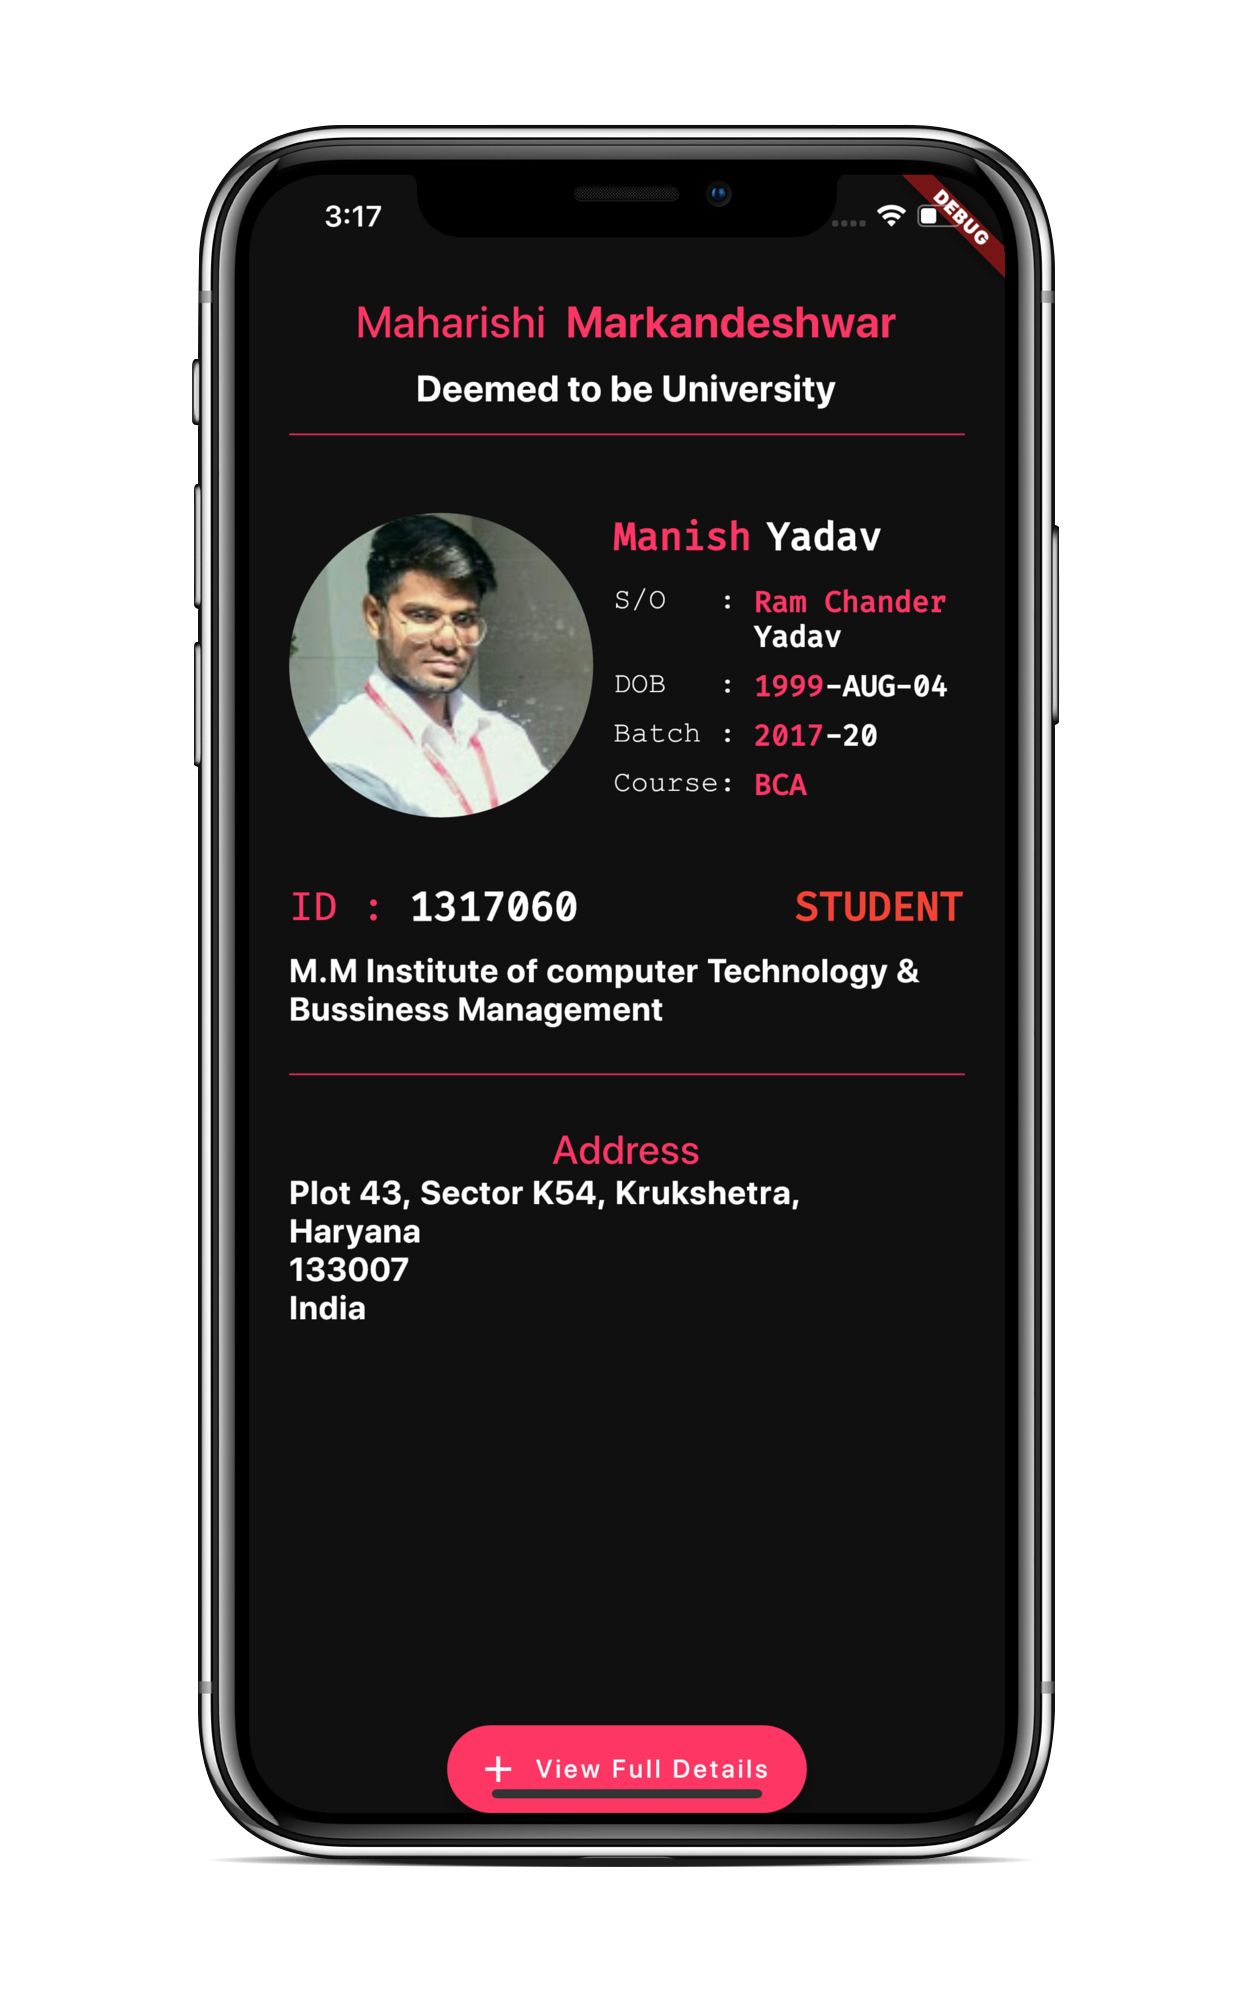 3:17
DEBUG
Maharishi Markandeshwar
Deemed to be University
Manish Yadav
S/O : Ram Chander
Yadav
DOB : 1999-AUG-04
Batch : 2017-20
Course: BCA
ID : 1317060 STUDENT
M.M Institute of computer Technology &
Bussiness Management
Address
Plot 43, Sector K54, Krukshetra,
Haryana
133007
India
+ View Full Details